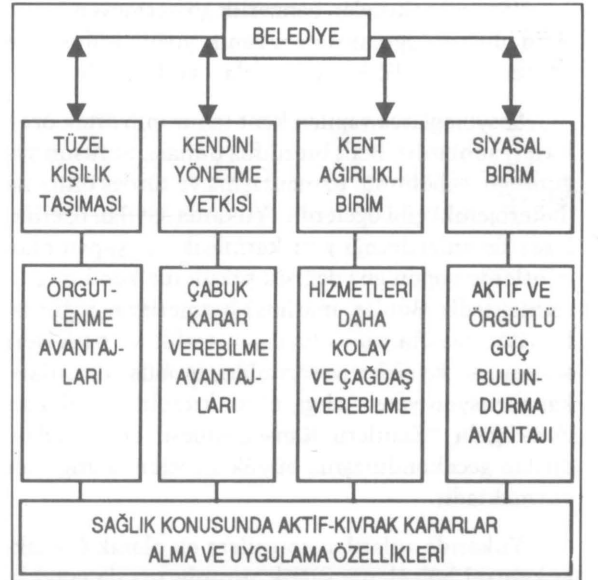 BELEDİYE
TÜZEL
KİŞİLİK
TAŞIMASI
KENDİNİ
YÖNETME
YETKİSİ
KENT
AĞIRLIKLI
BİRİM
SİYASAL
BİRİM
ÖRGÜT-
LENME
AVANTAJ-
LARI
ÇABUK
KARAR
VEREBİLME
AVANTAJ-
LARI
HİZMETLERİ
DAHA
KOLAY
VE ÇAĞDAŞ
VEREBİLME
AKTİF VE
ÖRGÜTLÜ
GÜÇ
BULUN-
DURMA
AVANTAJI
SAĞLIK KONUSUNDA AKTİF-KIVRAK KARARLAR
ALMA VE UYGULAMA ÖZELLİKLERİ